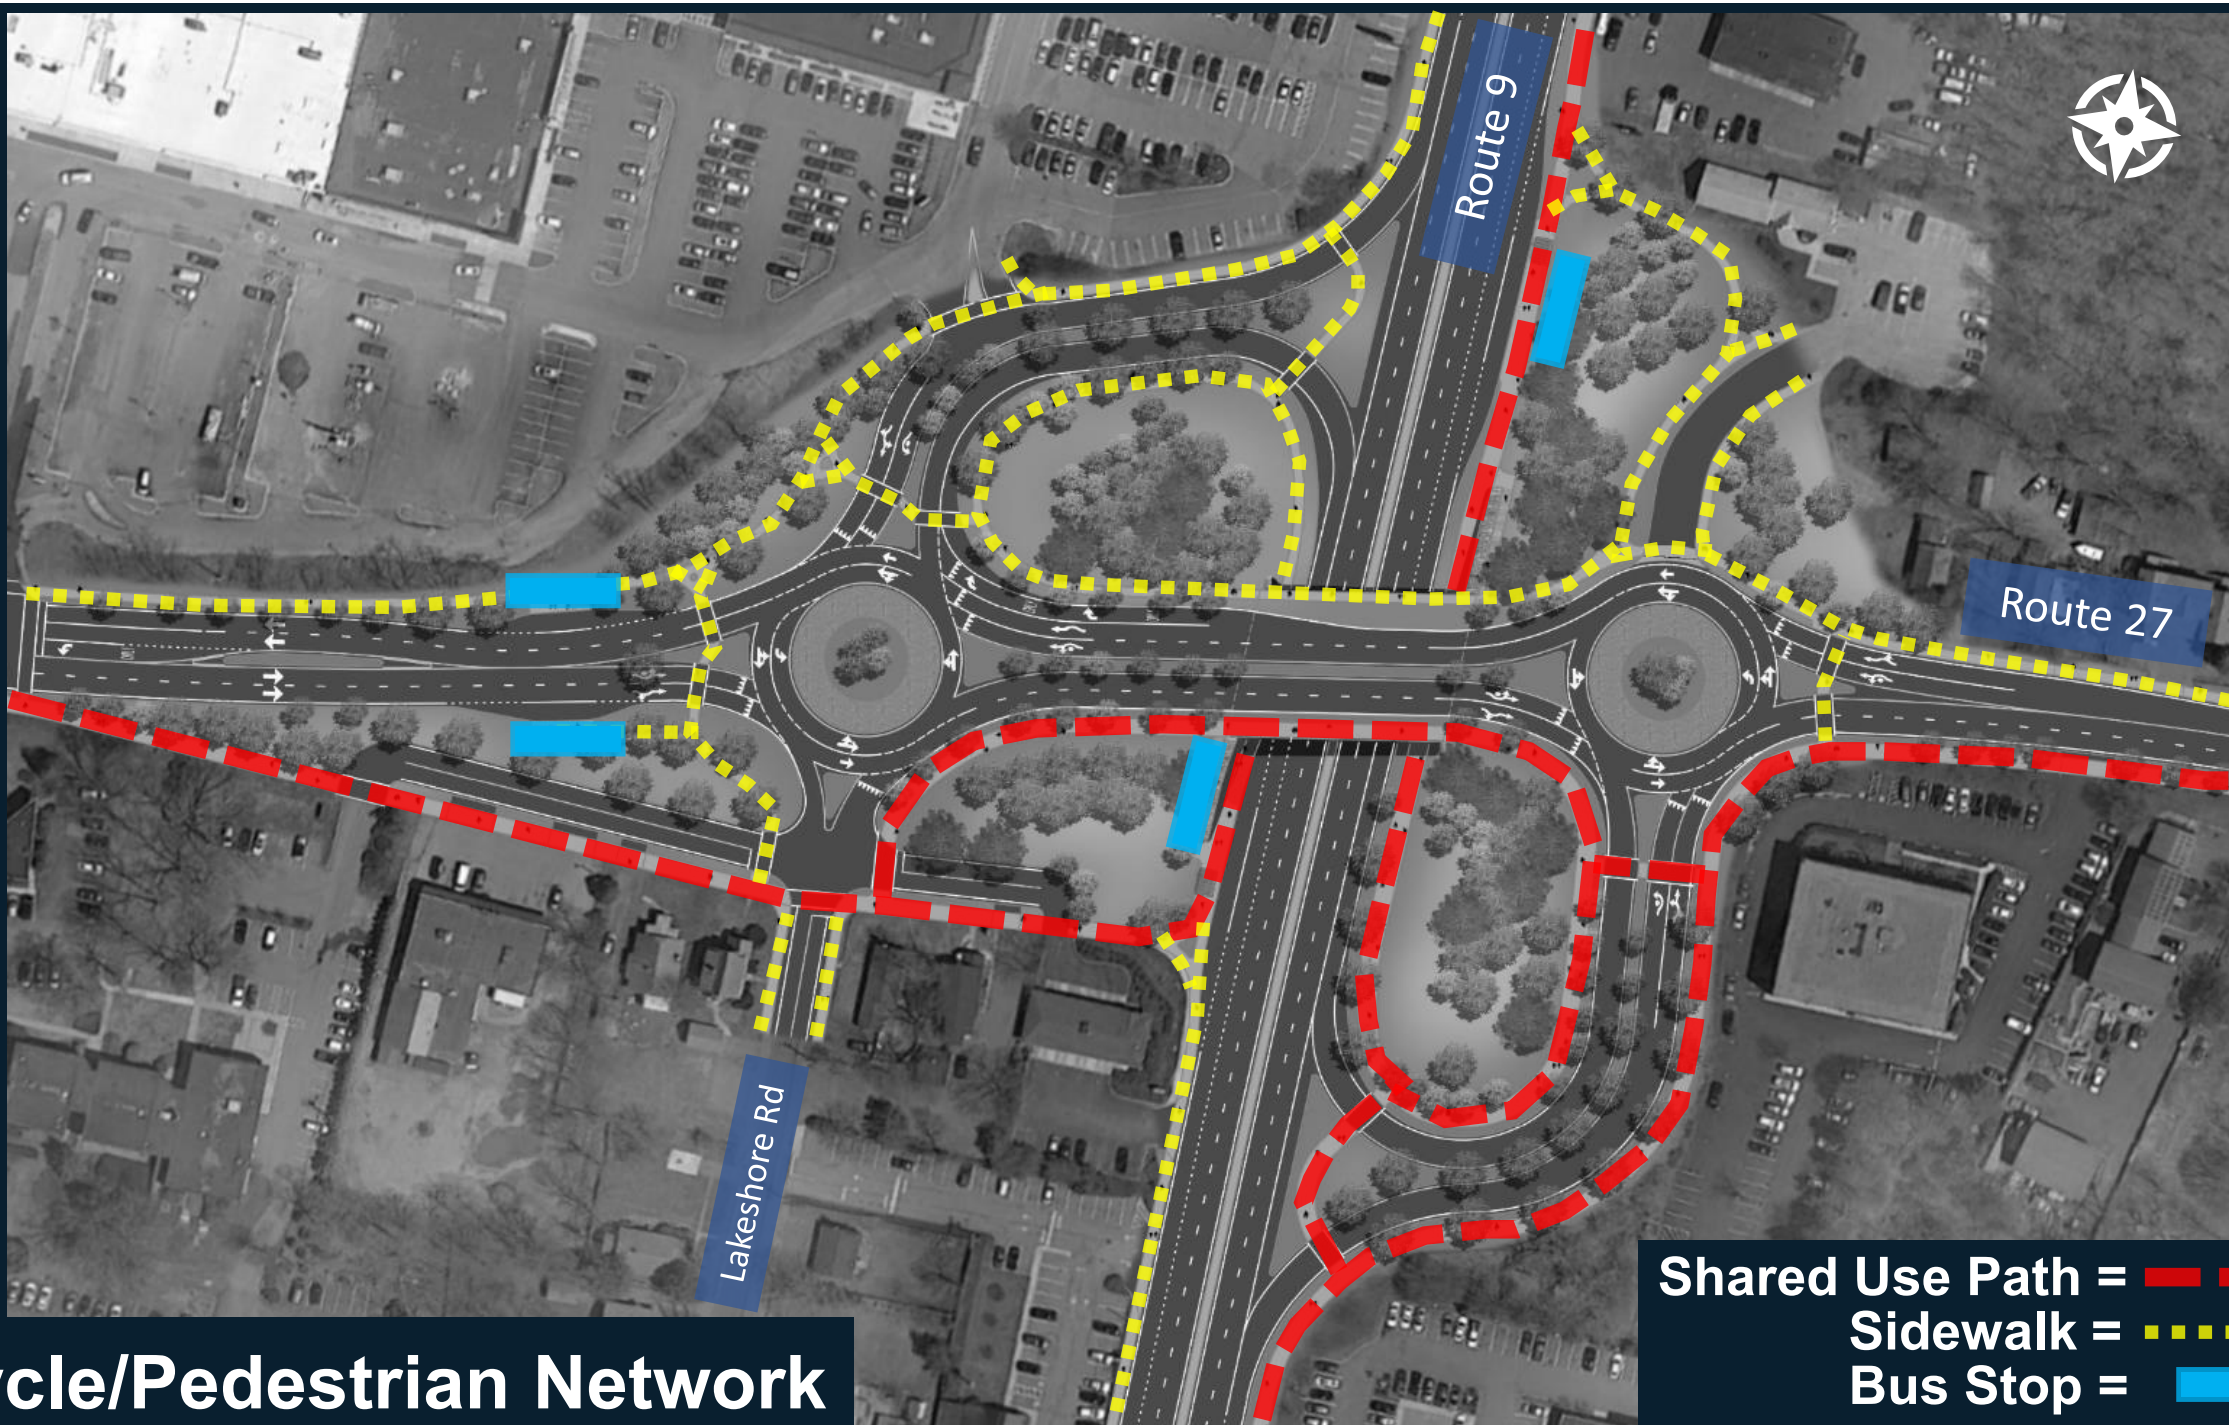 Route 9
Route 27
Lakeshore Rd
Shared Use Path =
Sidewalk =
Bus Stop =
cle/Pedestrian Network